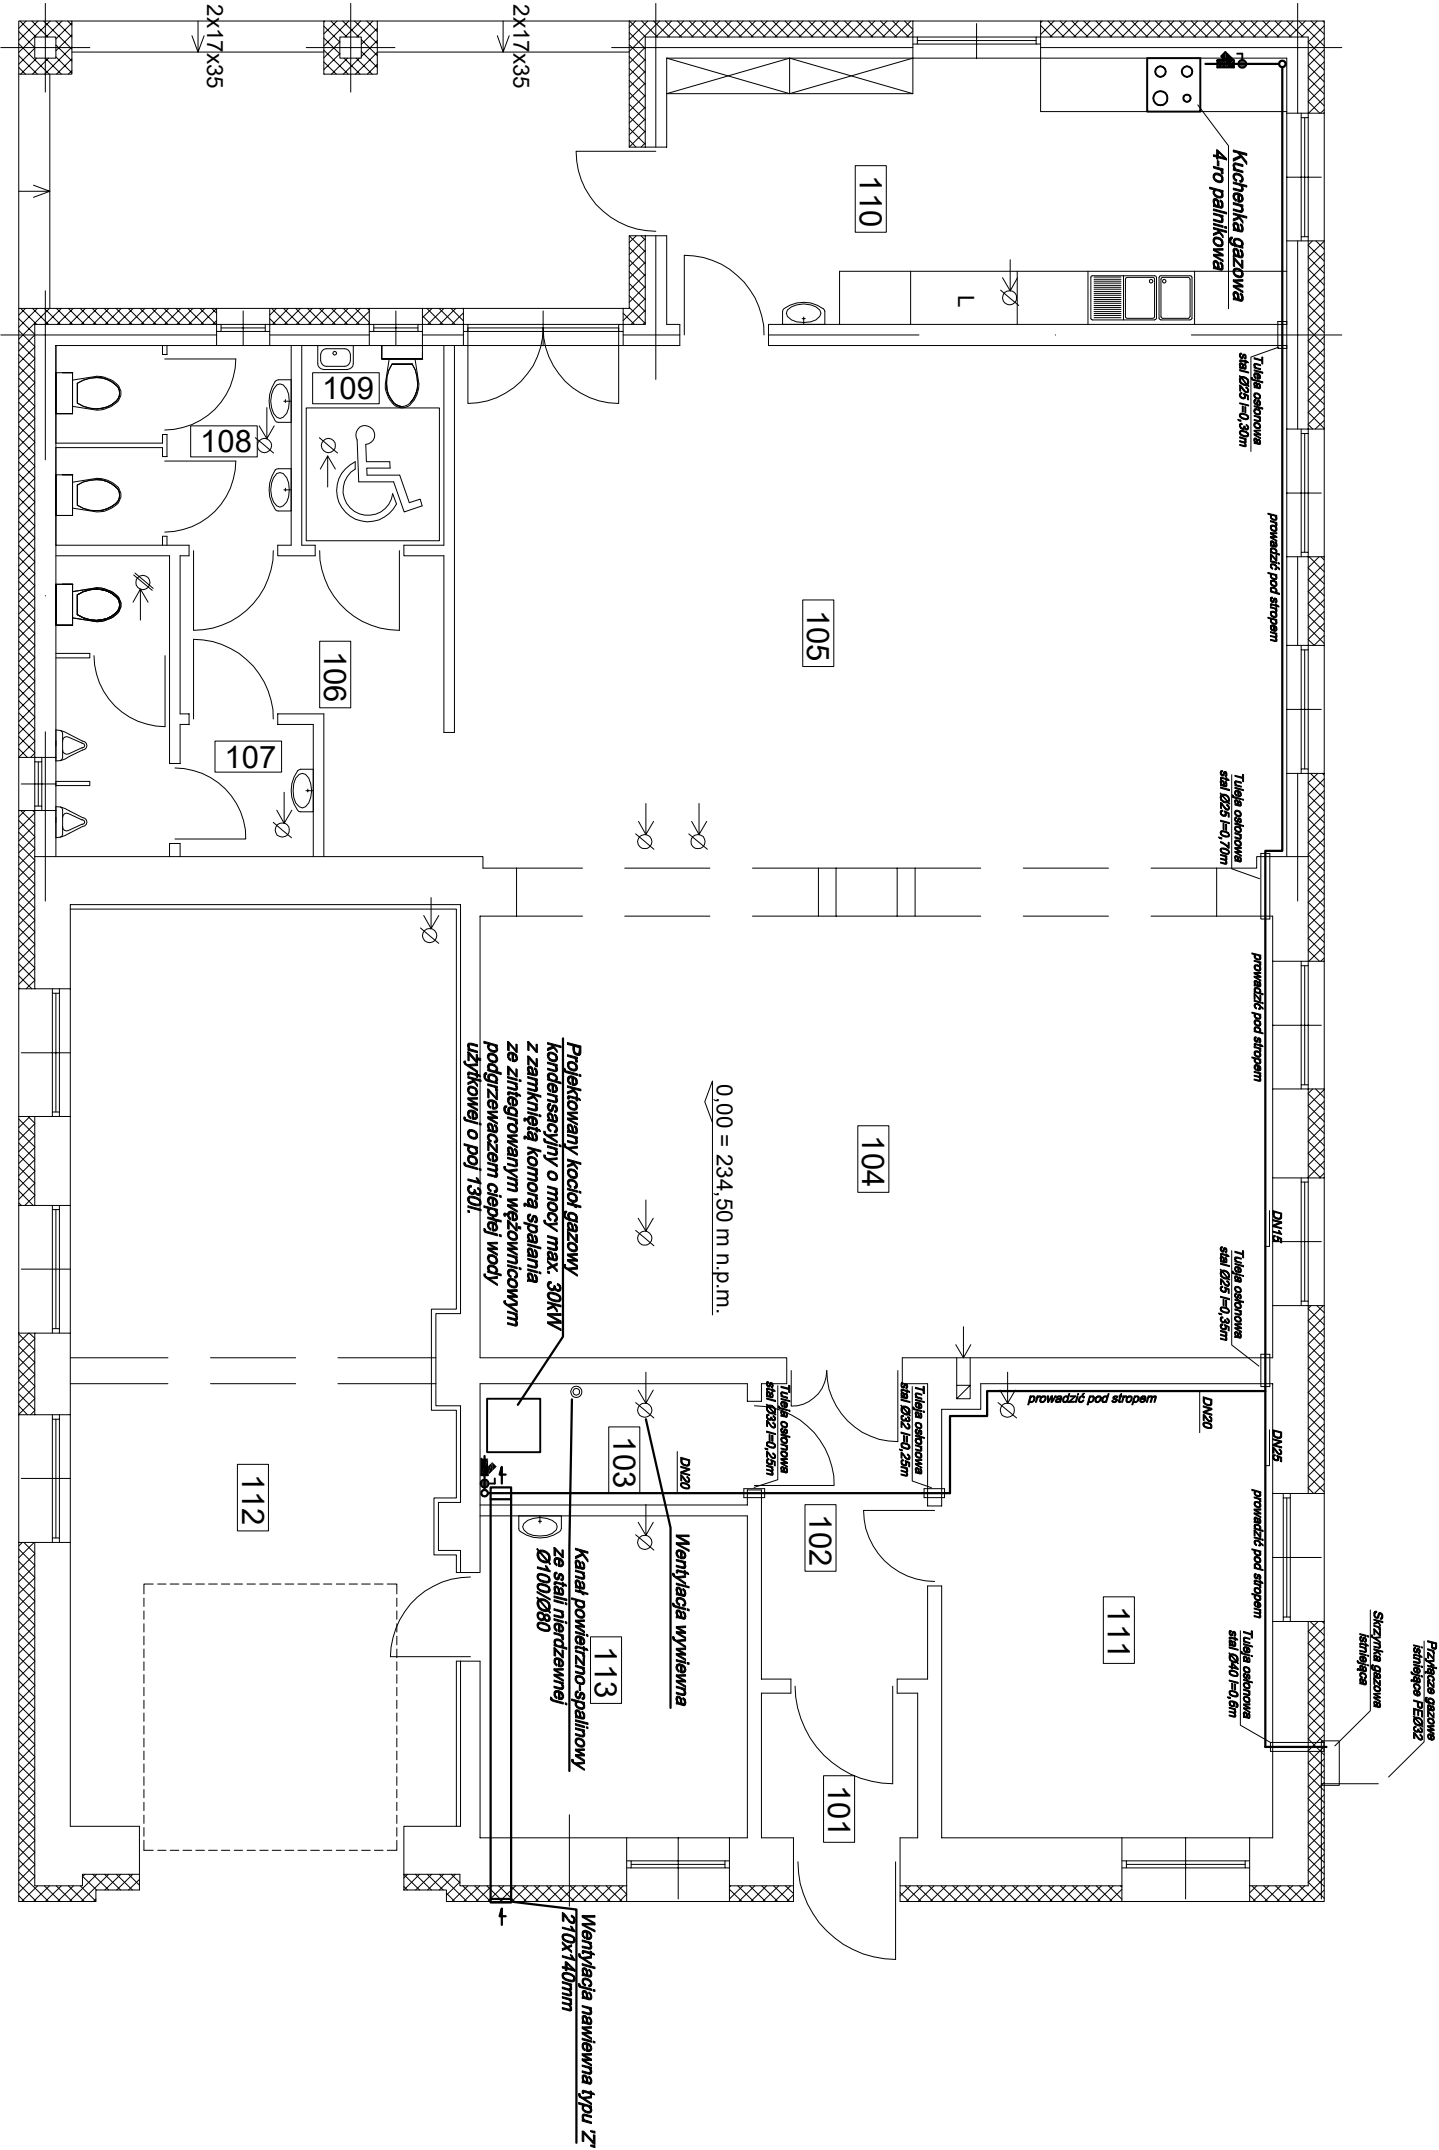 2x17x35
2x17x35
Kuchenka gazowa
4-ro palnikowa
110
L
Tuleja osłonowa
stal Ø25 l=0,30m
109
108
prowadzić pod stropem
105
106
107
Tuleja osłonowa
stal Ø25 l=0,70m
prowadzić pod stropem
104
0,00 = 234,50 m n.p.m.
Projektowany kocioł gazowy
kondensacyjny o mocy max. 30kW
z zamkniętą komorą spalania
ze zintegrowanym wężownicowym
podgrzewaczem ciepłej wody
użytkowej o poj 130l.
DN15
Tuleja osłonowa
stal Ø25 l=0,35m
prowadzić pod stropem
DN20
DN25
Tuleja osłonowa
stal Ø32 l=0,25m
Tuleja osłonowa
stal Ø32 l=0,25m
103
DN20
112
102
prowadzić pod stropem
Wentylacja wywiewna
Kanał powietrzno-spalinowy
ze stali nierdzewnej
Ø100/Ø80
113
111
Tuleja osłonowa
stal Ø40 l=0,6m
Skrzynka gazowa
istniejąca
Przyłącze gazowe
istniejące PEØ32
101
Wentylacja nawiewna typu 'Z'
210x140mm